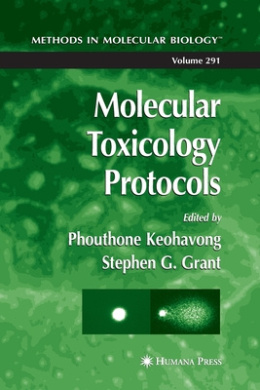 METHODS IN MOLECULAR BIOLOGY™
Volume 291
Molecular
Toxicology
Protocols
Edited by
Phouthone Keohavong
Stephen G. Grant
HUMANA PRESS